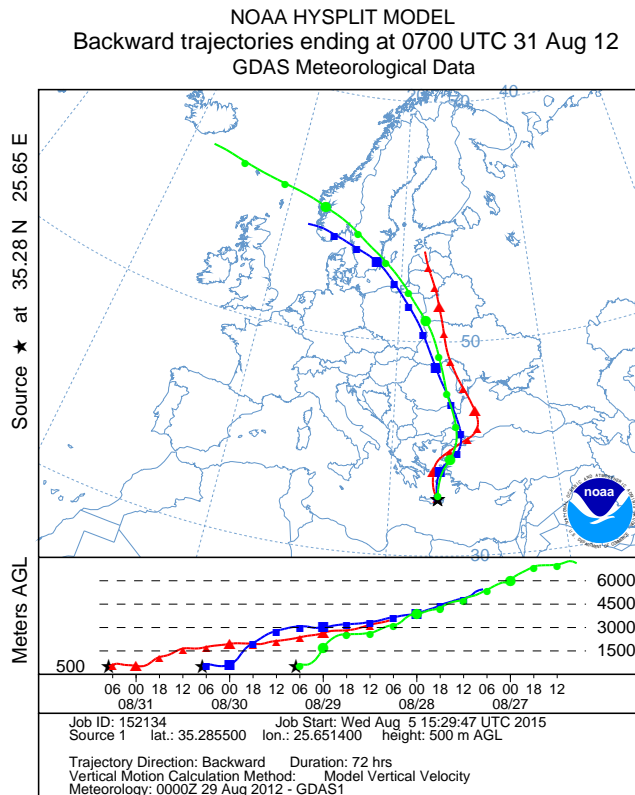 NOAA HYSPLIT MODEL
Backward trajectories ending at 0700 UTC 31 Aug 12
GDAS Meteorological Data
Source ★ at 35.28 N 25.65 E
40
50
30
noaa
Meters AGL
6000
4500
3000
1500
500
06 00 18 12 06 00 18 12 06 00 18 12 06 00 18 12 06 00 18 12
08/31 08/30 08/29 08/28 08/27
Job ID: 152134 Job Start: Wed Aug 5 15:29:47 UTC 2015
Source 1 lat.: 35.285500 lon.: 25.651400 height: 500 m AGL
Trajectory Direction: Backward Duration: 72 hrs
Vertical Motion Calculation Method: Model Vertical Velocity
Meteorology: 0000Z 29 Aug 2012 - GDAS1